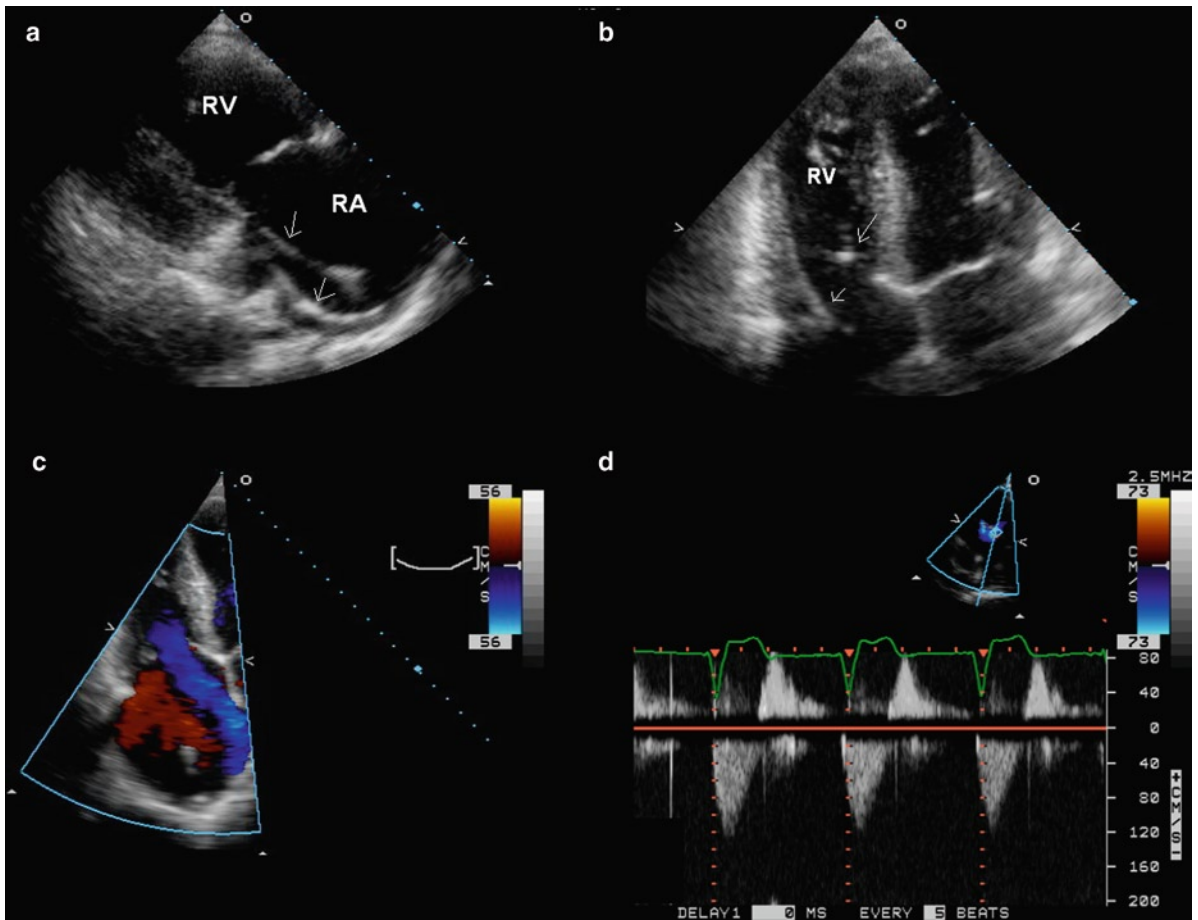 a
RV
RA
b
RV
c
56
CM/S
56
d
2.5MHZ
73
CM/S
73
80
40
0
40
80
120
160
200
+CM/S-
DELAY1 0 MS EVERY 5 BEATS